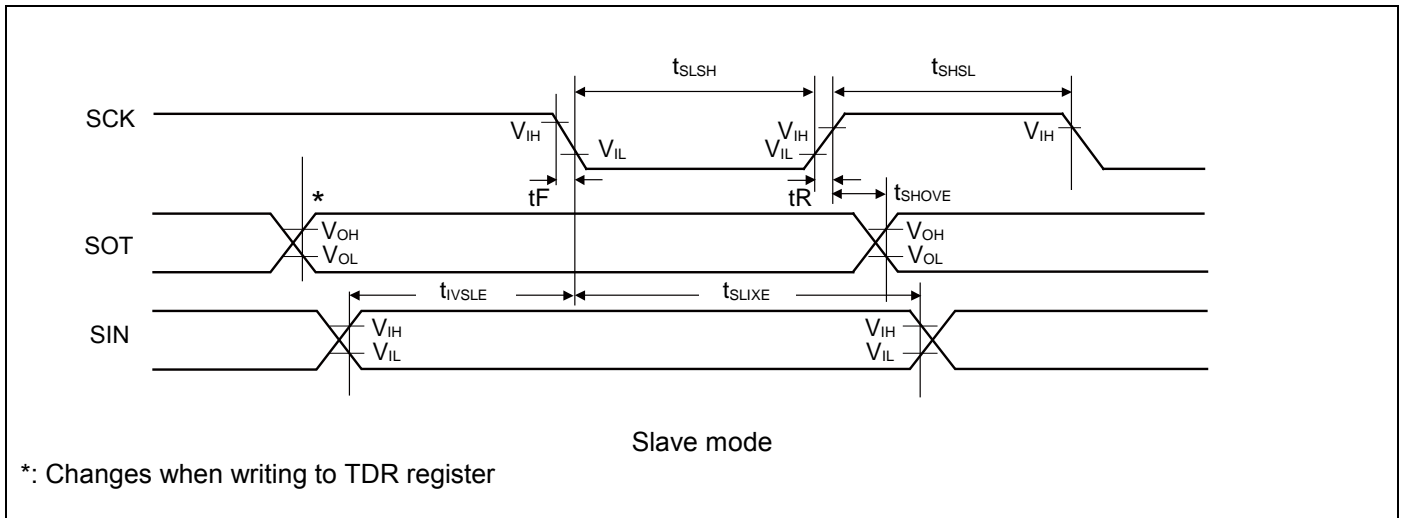 tSLSH
tSHSL
SCK
VIH
VIL
VIH
VIL
VIH
tF
tR
tSHOVE
*
SOT
VOH
VOL
VOH
VOL
tIVSLE
tSLIXE
SIN
VIH
VIL
VIH
VIL
Slave mode
*: Changes when writing to TDR register